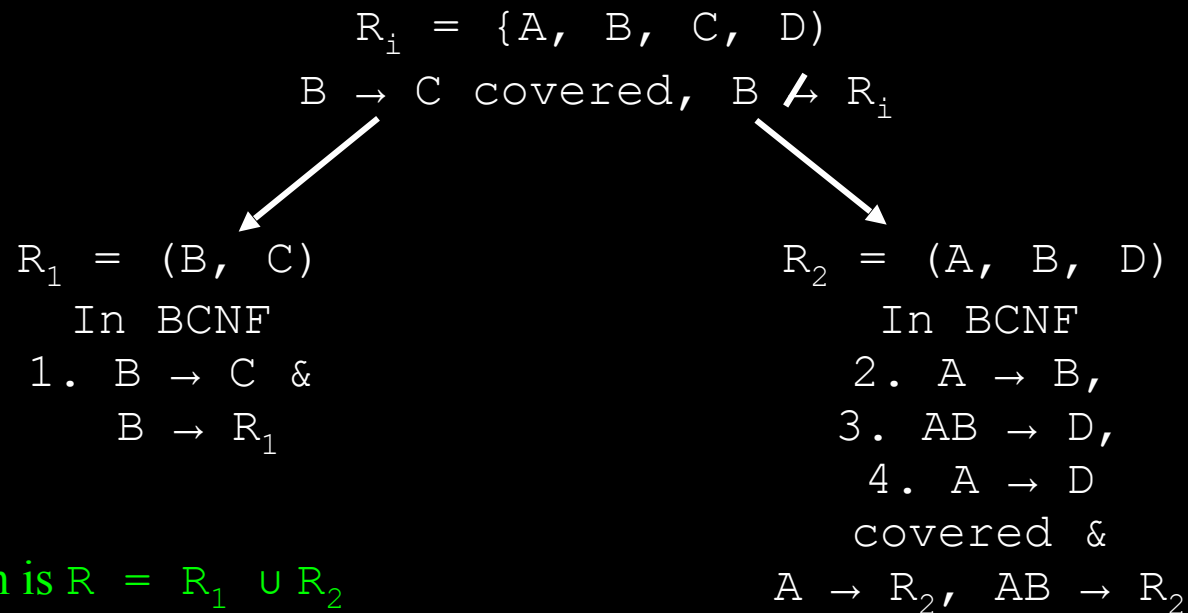 Rᵢ = {A, B, C, D)
B → C covered, B ↛ Rᵢ
R₁ = (B, C)
In BCNF
1. B → C &
B → R₁
R₂ = (A, B, D)
In BCNF
2. A → B,
3. AB → D,
4. A → D
covered &
A → R₂, AB → R₂
is R = R₁ ∪ R₂